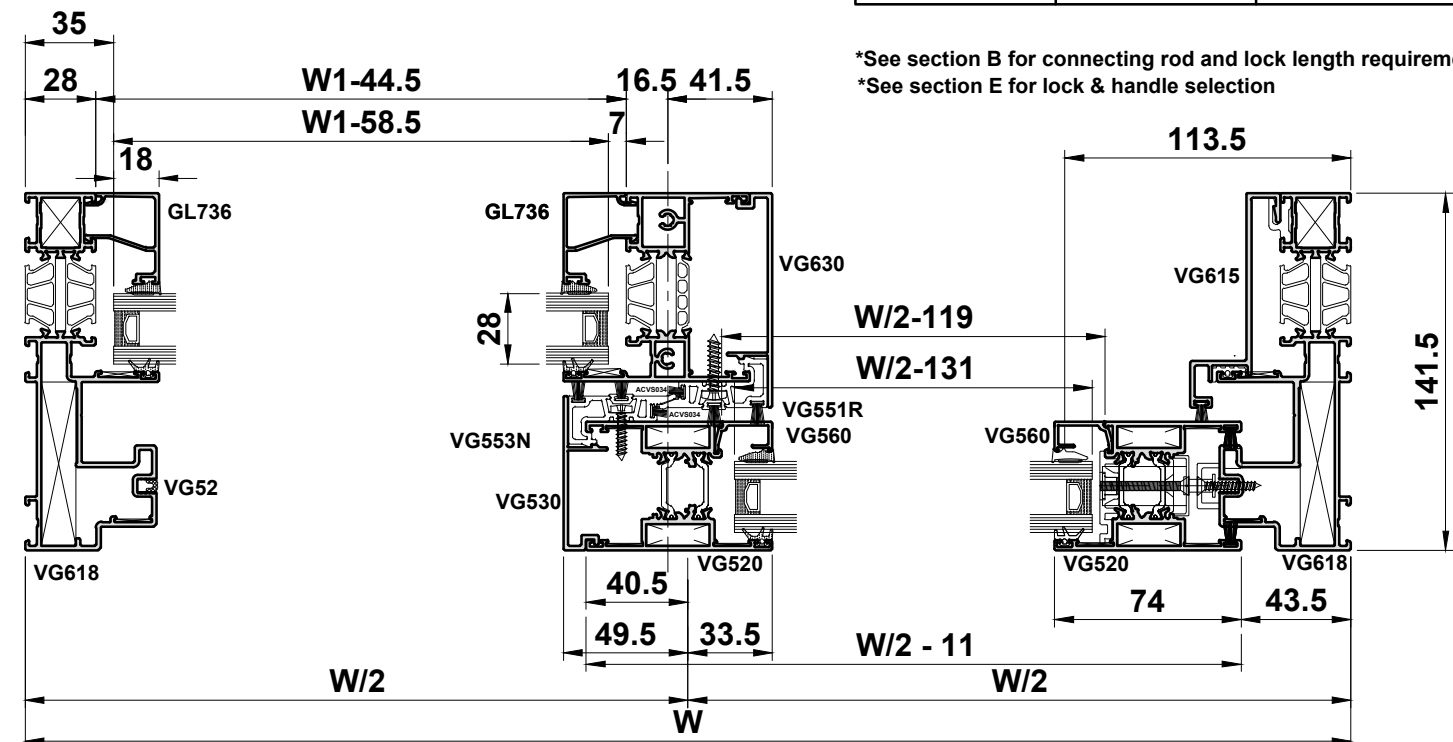 *See section B for connecting rod and lock length requirem
*See section E for lock & handle selection
35
28
W1-44.5
16.5
41.5
W1-58.5
7
18
113.5
GL736
GL736
VG630
VG615
28
W/2-119
W/2-131
141.5
ACVS034
ACVS034
VG551R
VG553N
VG560
VG560
VG52
VG530
VG618
VG520
VG520
VG618
40.5
74
43.5
49.5
33.5
W/2 - 11
W/2
W/2
W